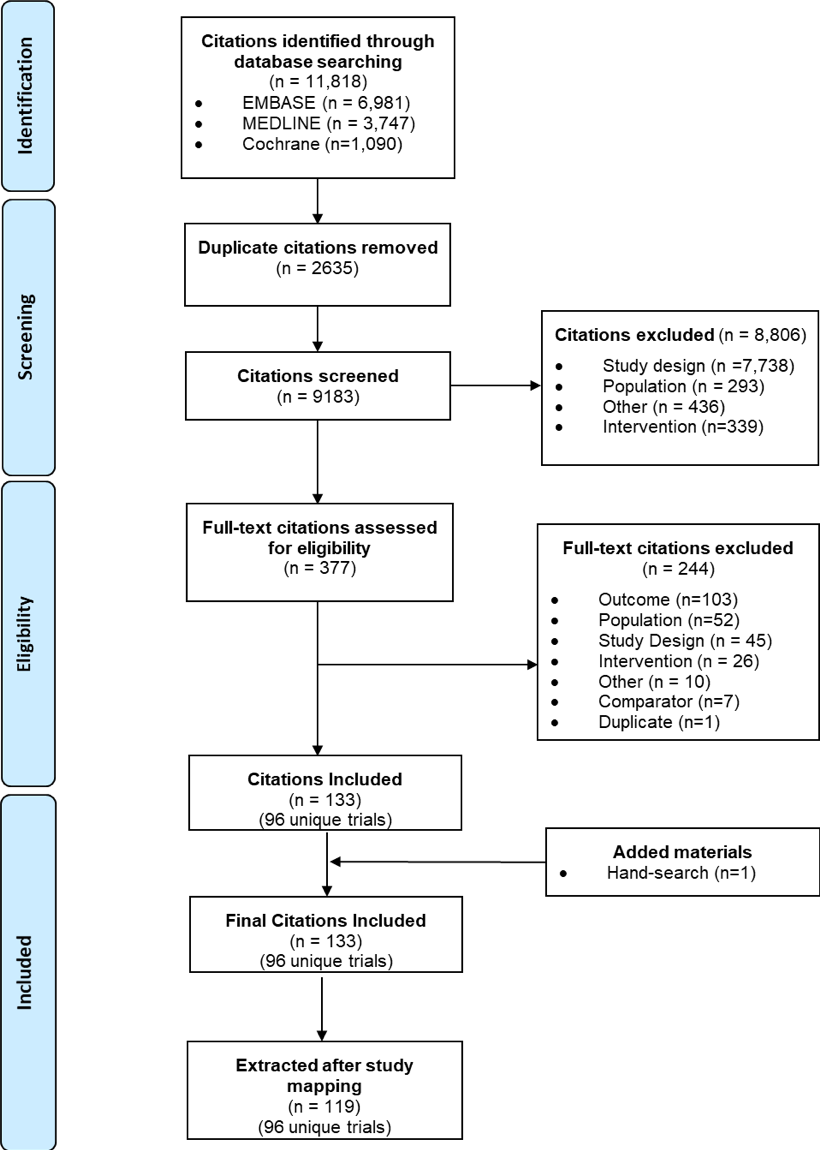 Identification
Citations identified through
database searching
(n = 11,818)
• EMBASE (n = 6,981)
• MEDLINE (n = 3,747)
• Cochrane (n=1,090)
Screening
Duplicate citations removed
(n = 2635)
Citations screened
(n = 9183)
Citations excluded (n = 8,806)
• Study design (n =7,738)
• Population (n = 293)
• Other (n = 436)
• Intervention (n=339)
Eligibility
Full-text citations assessed
for eligibility
(n = 377)
Full-text citations excluded
(n = 244)
• Outcome (n=103)
• Population (n=52)
• Study Design (n = 45)
• Intervention (n = 26)
• Other (n = 10)
• Comparator (n=7)
• Duplicate (n=1)
Citations Included
(n = 133)
(96 unique trials)
Included
Added materials
• Hand-search (n=1)
Final Citations Included
(n = 133)
(96 unique trials)
Extracted after study
mapping
(n = 119)
(96 unique trials)